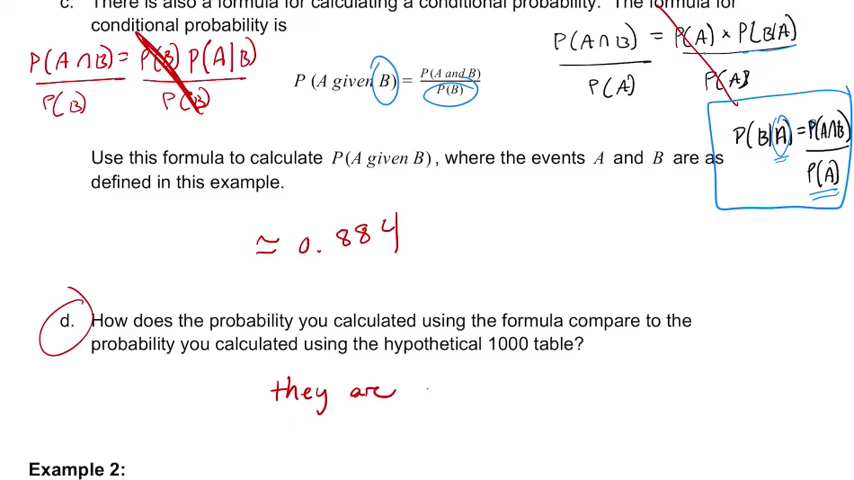 c. There is also a formula for calculating a conditional probability. The formula for
conditional probability is
P(A∩B) = P(B) P(A|B)
P(B) P(B)
P (A given B) = P(A and B)
P(B)
P(A∩B) = P(A) × P(B|A)
P(A) P(A)
P(B|A) = P(A∩B)
P(A)
Use this formula to calculate P(A given B), where the events A and B are as
defined in this example.
≅ 0.884
d. How does the probability you calculated using the formula compare to the
probability you calculated using the hypothetical 1000 table?
they are
Example 2: